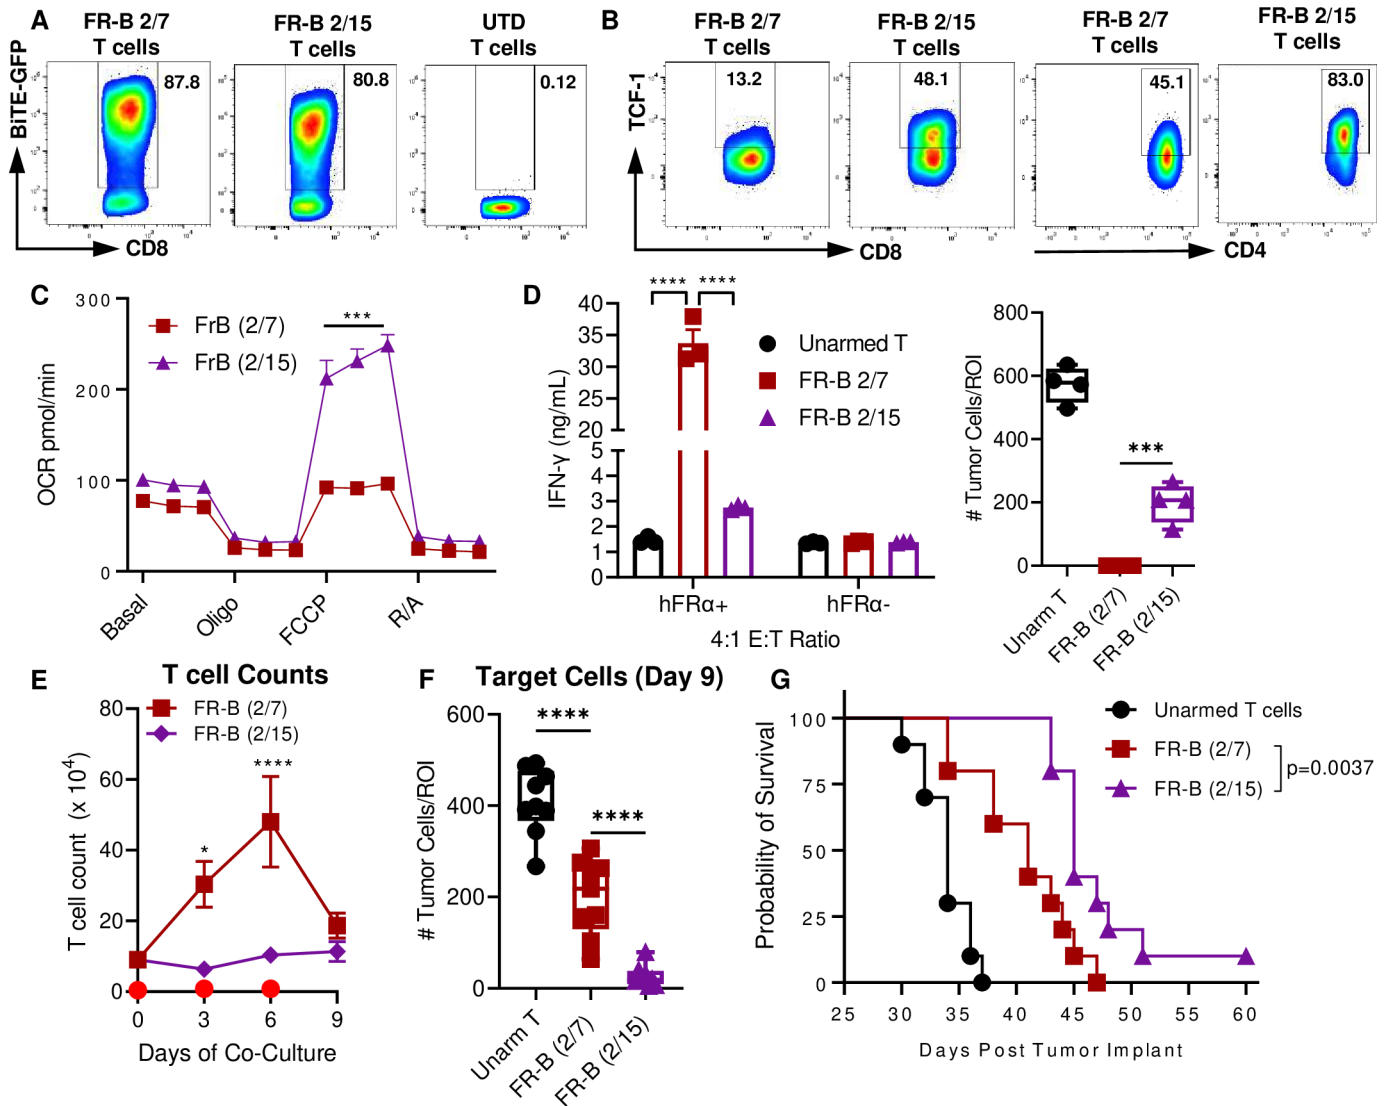 A
FR-B 2/7
T cells
FR-B 2/15
T cells
UTD
T cells
87.8
80.8
0.12
BiTE-GFP
CD8
B
FR-B 2/7
T cells
FR-B 2/15
T cells
FR-B 2/7
T cells
FR-B 2/15
T cells
13.2
48.1
45.1
83.0
TCF-1
CD8
CD4
C
300
200
100
0
OCR pmol/min
FrB (2/7)
FrB (2/15)
***
Basal
Oligo
FCCP
R/A
D
**** ****
40
35
30
25
20
5
4
3
2
1
0
IFN-γ (ng/mL)
Unarmed T
FR-B 2/7
FR-B 2/15
hFRα+
hFRα-
4:1 E:T Ratio
800
600
400
200
0
# Tumor Cells/ROI
***
Unarm T
FR-B (2/7)
FR-B (2/15)
E
T cell Counts
FR-B (2/7)
FR-B (2/15)
80
60
40
20
0
T cell count (x 10⁴)
*
****
0
3
6
9
Days of Co-Culture
F
Target Cells (Day 9)
600
400
200
0
# Tumor Cells/ROI
****
****
Unarm T
FR-B (2/7)
FR-B (2/15)
G
100
75
50
25
0
Probability of Survival
Unarmed T cells
FR-B (2/7)
FR-B (2/15)
p=0.0037
25 30 35 40 45 50 55 60
Days Post Tumor Implant